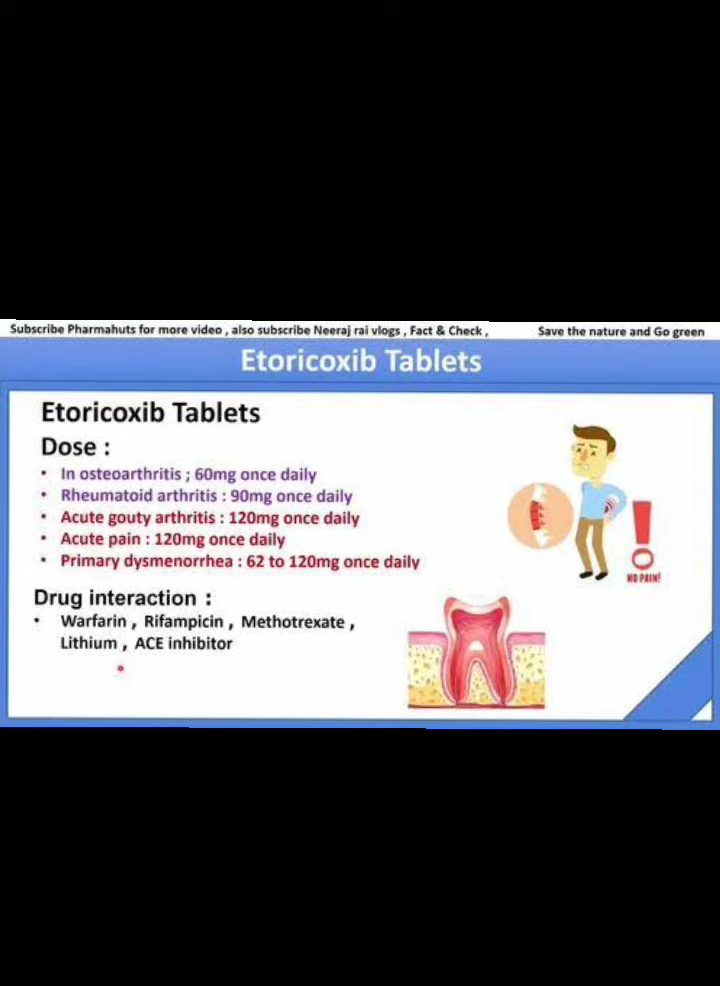 Subscribe Pharmahuts for more video , also subscribe Neeraj rai vlogs , Fact & Check , Save the nature and Go green
Etoricoxib Tablets
Etoricoxib Tablets
Dose :
• In osteoarthritis ; 60mg once daily
• Rheumatoid arthritis : 90mg once daily
• Acute gouty arthritis : 120mg once daily
• Acute pain : 120mg once daily
• Primary dysmenorrhea : 62 to 120mg once daily
NO PAIN!
Drug interaction :
• Warfarin , Rifampicin , Methotrexate ,
Lithium , ACE inhibitor